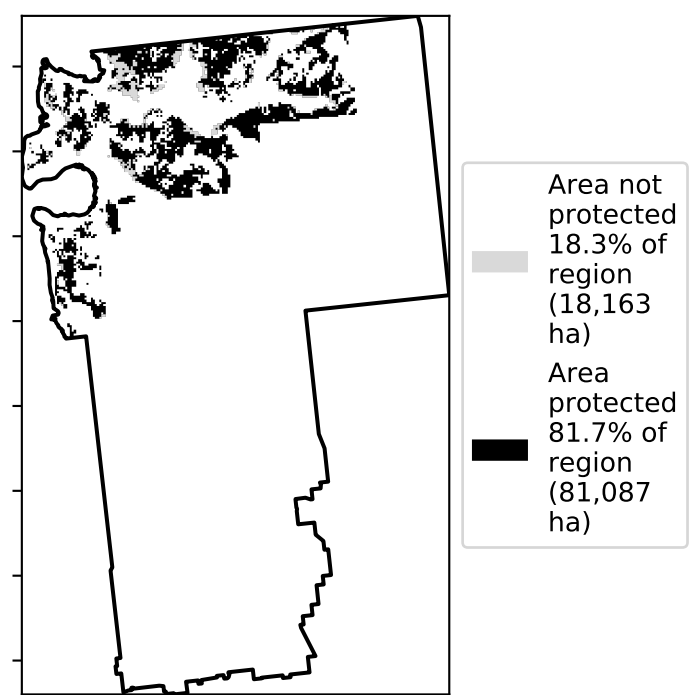 Area not
protected
18.3% of
region
(18,163
ha)
Area
protected
81.7% of
region
(81,087
ha)